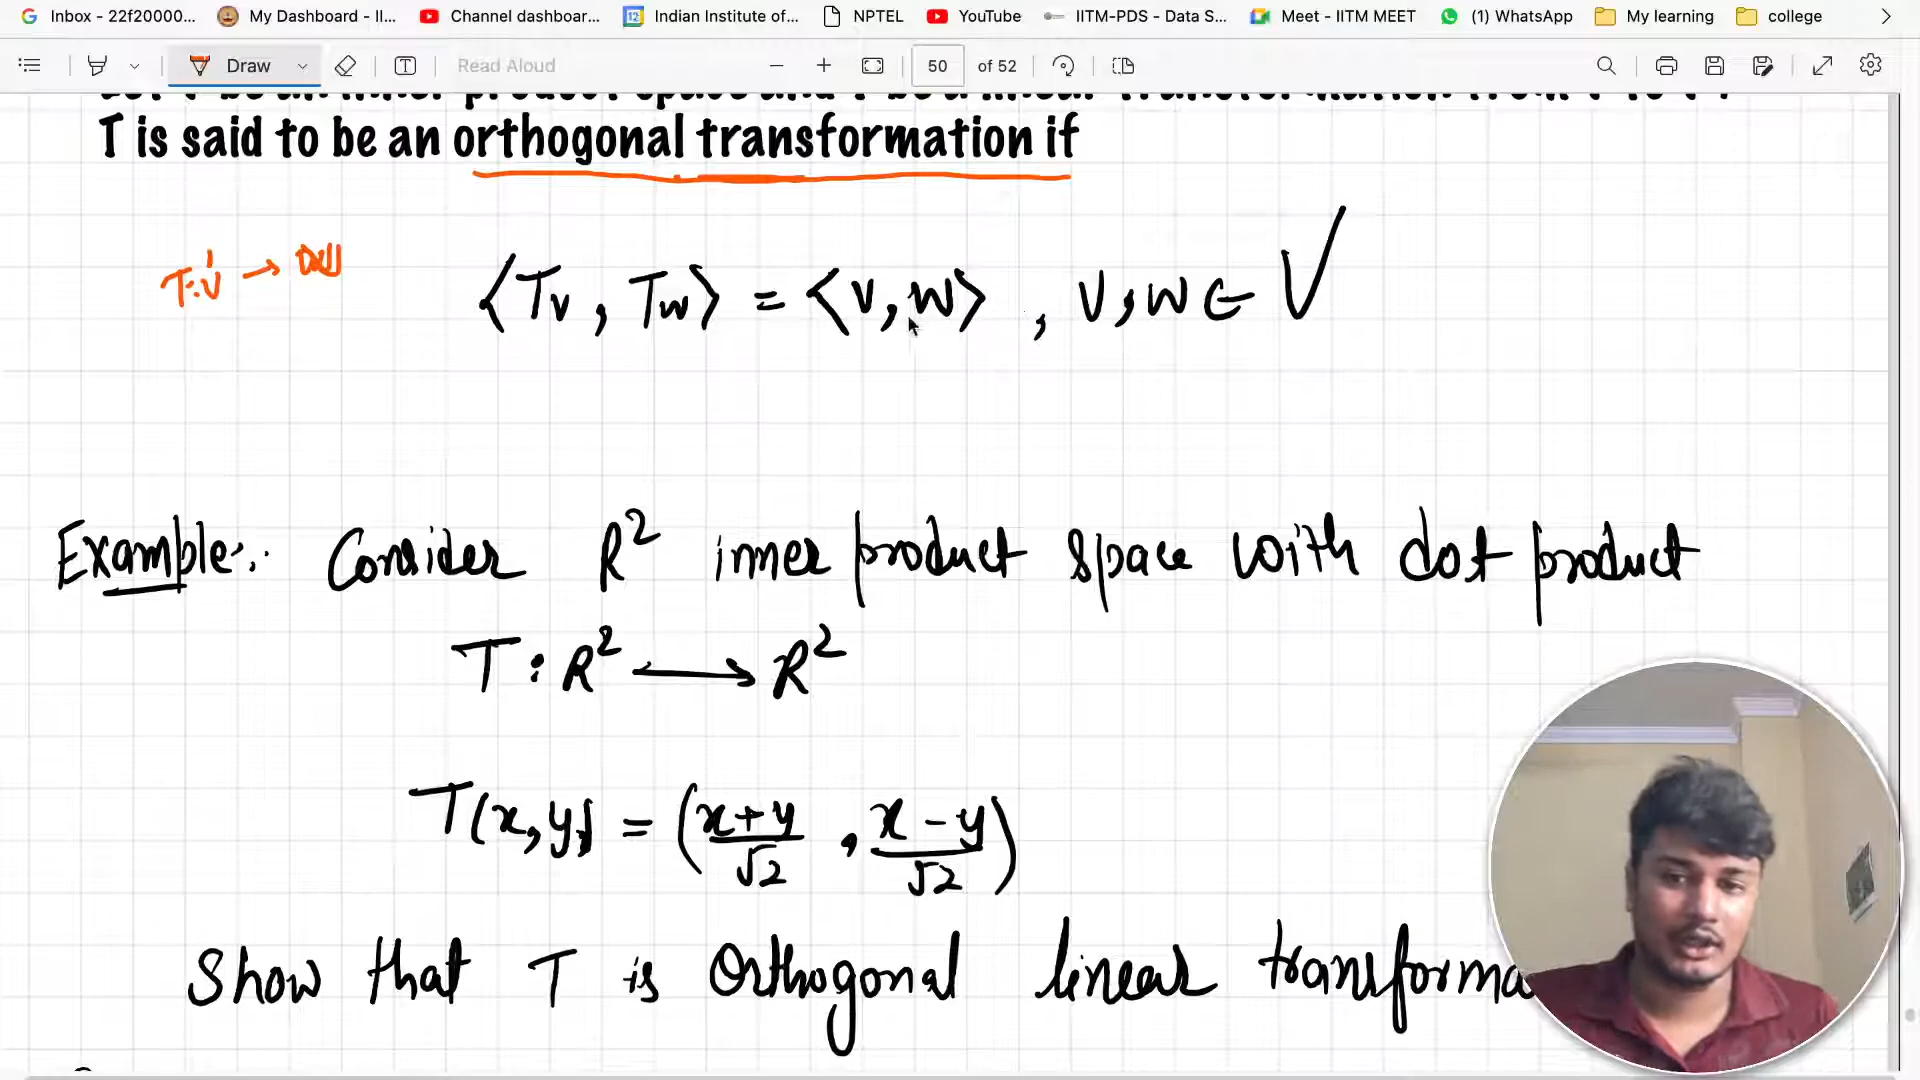 Inbox - 22f20000... My Dashboard - II... Channel dashboar... Indian Institute of... NPTEL YouTube IITM-PDS - Data S... Meet - IITM MEET (1) WhatsApp My learning college
Draw Read Aloud 50 of 52
T is said to be an orthogonal transformation if
T: V →
⟨Tv, Tw⟩ = ⟨v, w⟩ , v, w ∈ V
Example:. Consider R² inner product space with dot product
T : R² → R²
T(x, y) = (x+y/√2 , x-y/√2)
Show that T is Orthogonal linear transforma